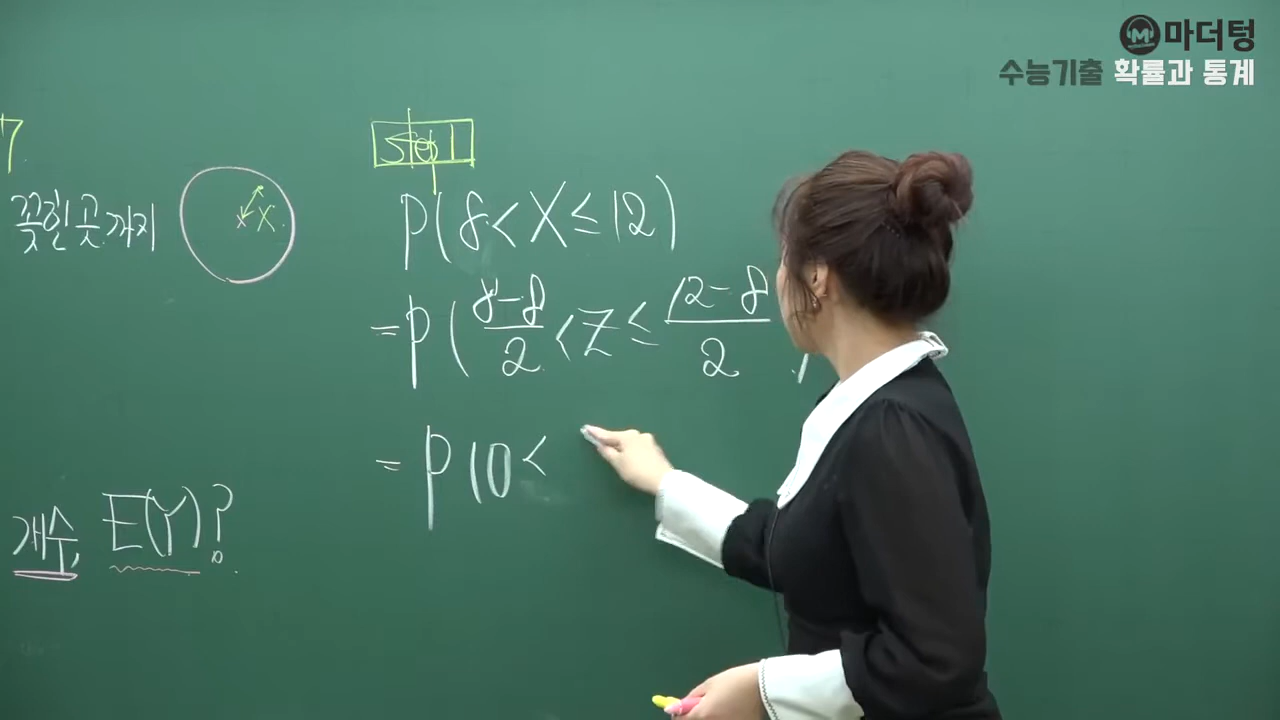 마더텅
수능기출 확률과 통계
7
Step 1
꽂힌 곳까지
X
P(8<X≤12)
=P(8-8/2<Z≤12-8/2)
=P(0<
개수, E(Y)?